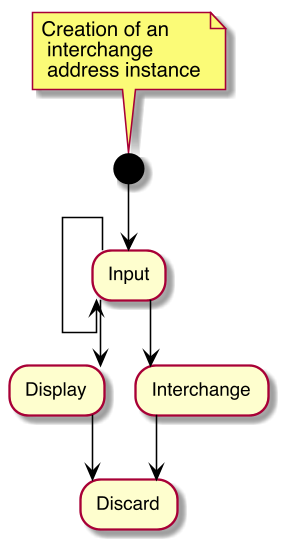 Creation of an
interchange
address instance
Input
Display
Interchange
Discard